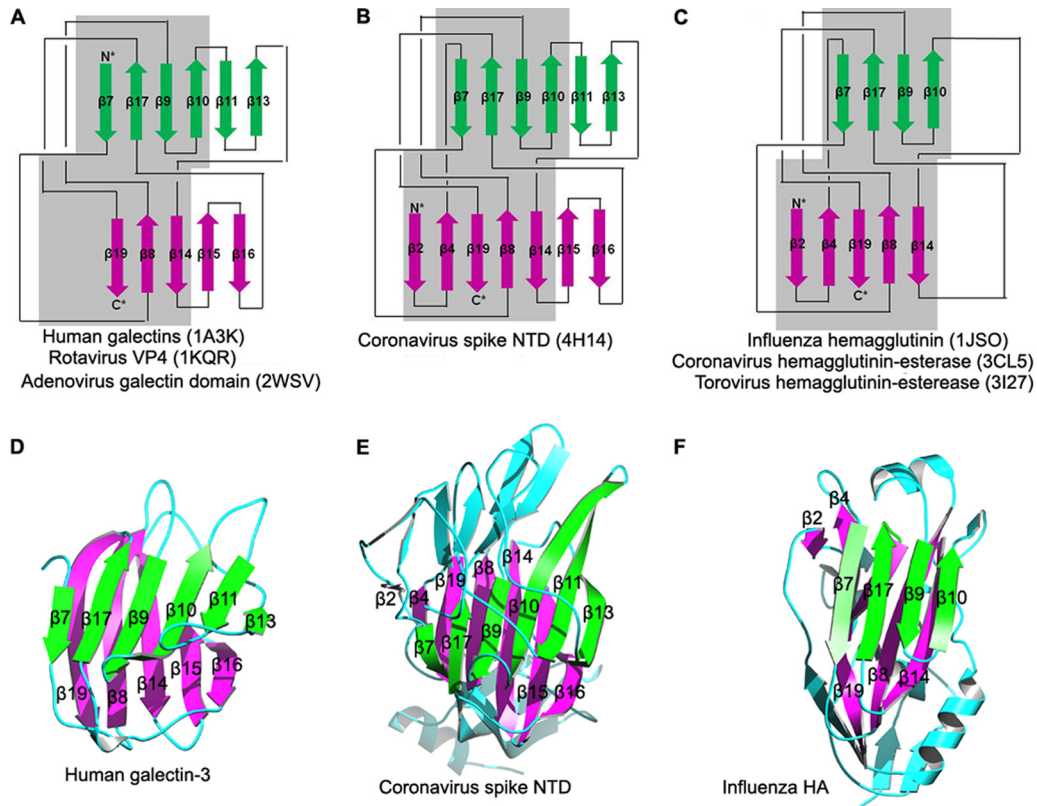 A
N*
β7 β17 β9 β10 β11 β13
β19 β8 β14 β15 β16
C*
Human galectins (1A3K)
Rotavirus VP4 (1KQR)
Adenovirus galectin domain (2WSV)
B
β7 β17 β9 β10 β11 β13
N*
β2 β4 β19 β8 β14 β15 β16
C*
Coronavirus spike NTD (4H14)
C
β7 β17 β9 β10
N*
β2 β4 β19 β8 β14
C*
Influenza hemagglutinin (1JSO)
Coronavirus hemagglutinin-esterase (3CL5)
Torovirus hemagglutinin-esterease (3I27)
D
β7 β17 β9 β10 β11 β13
β19 β8 β14 β15 β16
Human galectin-3
E
β2 β4 β19 β8 β14
β7 β17 β9 β10 β11 β13
β15 β16
Coronavirus spike NTD
F
β2 β4
β7 β17 β9 β10
β19 β8 β14
Influenza HA